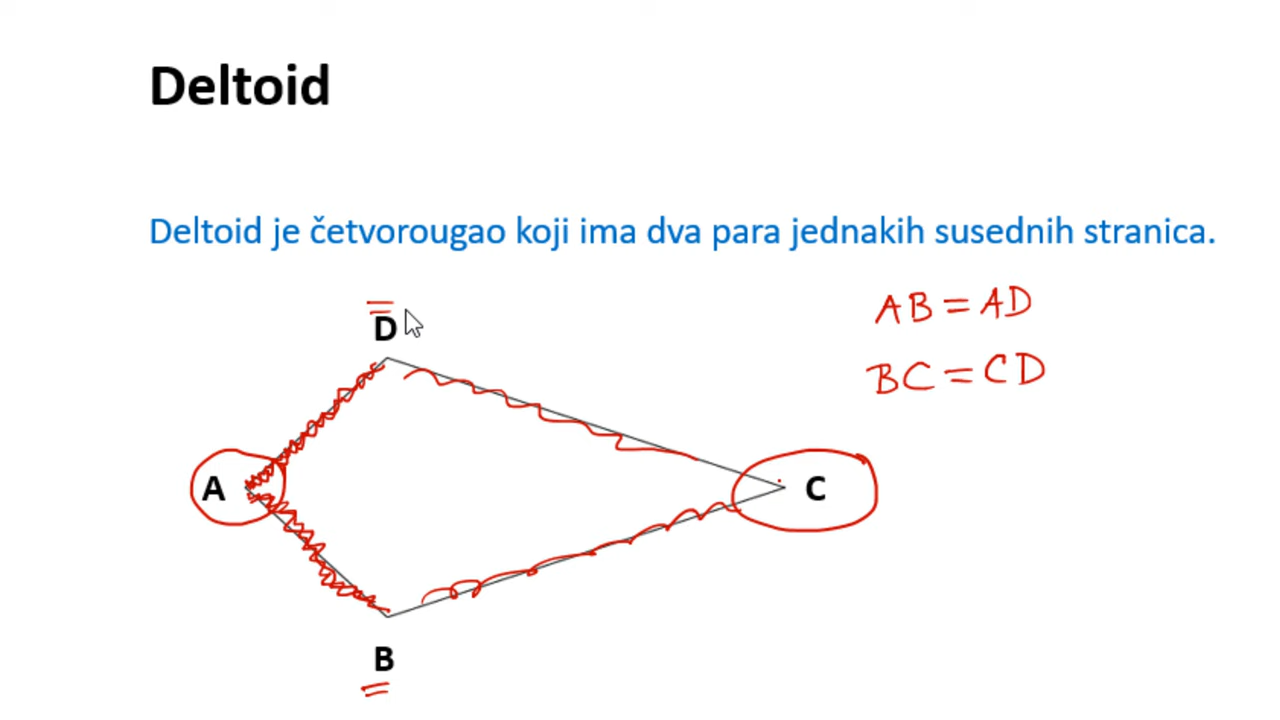 Deltoid
Deltoid je četvorougao koji ima dva para jednakih susednih stranica.
AB = AD
D
BC = CD
A
C
B